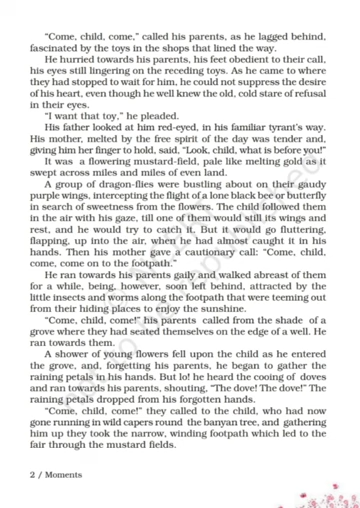 “Come, child, come,” called his parents, as he lagged behind,
fascinated by the toys in the shops that lined the way.
He hurried towards his parents, his feet obedient to their call,
his eyes still lingering on the receding toys. As he came to where
they had stopped to wait for him, he could not suppress the desire
of his heart, even though he well knew the old, cold stare of refusal
in their eyes.
“I want that toy,” he pleaded.
His father looked at him red-eyed, in his familiar tyrant’s way.
His mother, melted by the free spirit of the day was tender and,
giving him her finger to hold, said, “Look, child, what is before you!”
It was a flowering mustard-field, pale like melting gold as it
swept across miles and miles of even land.
A group of dragon-flies were bustling about on their gaudy
purple wings, intercepting the flight of a lone black bee or butterfly
in search of sweetness from the flowers. The child followed them
in the air with his gaze, till one of them would still its wings and
rest, and he would try to catch it. But it would go fluttering,
flapping, up into the air, when he had almost caught it in his
hands. Then his mother gave a cautionary call: “Come, child,
come, come on to the footpath.”
He ran towards his parents gaily and walked abreast of them
for a while, being, however, soon left behind, attracted by the
little insects and worms along the footpath that were teeming out
from their hiding places to enjoy the sunshine.
“Come, child, come!” his parents called from the shade of a
grove where they had seated themselves on the edge of a well. He
ran towards them.
A shower of young flowers fell upon the child as he entered
the grove, and, forgetting his parents, he began to gather the
raining petals in his hands. But lo! he heard the cooing of doves
and ran towards his parents, shouting, “The dove! The dove!” The
raining petals dropped from his forgotten hands.
“Come, child, come!” they called to the child, who had now
gone running in wild capers round the banyan tree, and gathering
him up they took the narrow, winding footpath which led to the
fair through the mustard fields.
2 / Moments